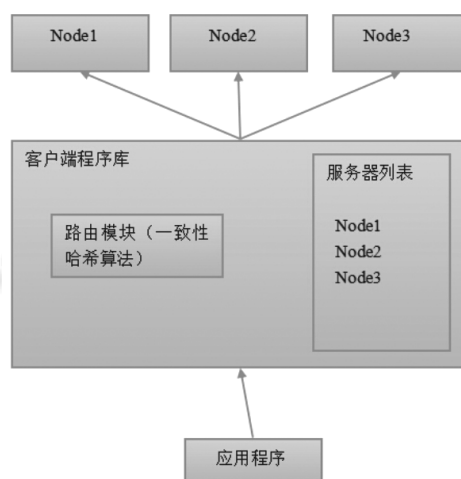 Node1
Node2
Node3
客户端程序库
路由模块（一致性
哈希算法）
服务器列表
Node1
Node2
Node3
应用程序